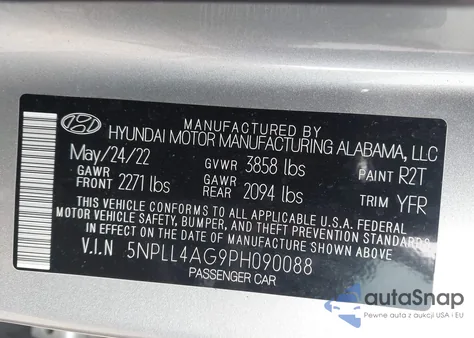 MANUFACTURED BY
HYUNDAI MOTOR MANUFACTURING ALABAMA, LLC
May/24/22 GVWR 3858 lbs PAINT R2T
GAWR FRONT 2271 lbs GAWR REAR 2094 lbs TRIM YFR
THIS VEHICLE CONFORMS TO ALL APPLICABLE U.S.A. FEDERAL
MOTOR VEHICLE SAFETY, BUMPER, AND THEFT PREVENTION STANDARDS
IN EFFECT ON THE DATE OF MANUFACTURE SHOWN ABOVE.
V.I.N 5NPLL4AG9PH090088
PASSENGER CAR
autoSnap
Pewne auta z aukcji USA i EU